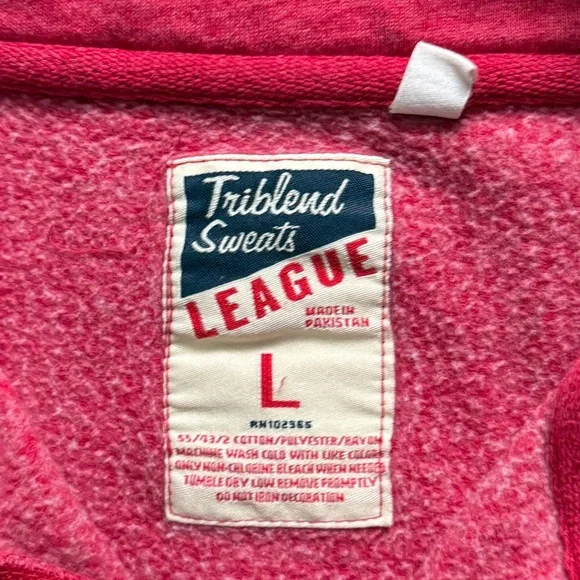 Triblend
Sweats
LEAGUE
MADE IN
PAKISTAN
L
RN102965
55/43/2 COTTON/POLYESTER/RAYON
MACHINE WASH COLD WITH LIKE COLORS
ONLY NON-CHLORINE BLEACH WHEN NEEDED
TUMBLE DRY LOW REMOVE PROMPTLY
DO NOT IRON DECORATION